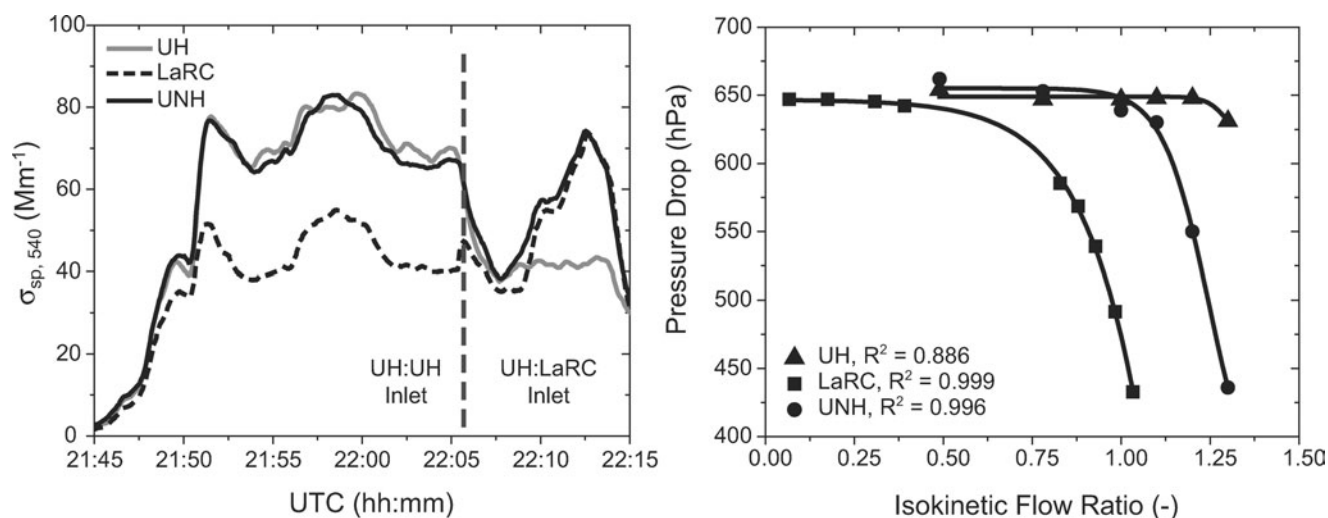 100
80
60
40
20
0
σsp, 540 (Mm⁻¹)
UH
LaRC
UNH
UH:UH
Inlet
UH:LaRC
Inlet
21:45 21:50 21:55 22:00 22:05 22:10 22:15
UTC (hh:mm)
700
650
600
550
500
450
400
Pressure Drop (hPa)
UH, R² = 0.886
LaRC, R² = 0.999
UNH, R² = 0.996
0.00 0.25 0.50 0.75 1.00 1.25 1.50
Isokinetic Flow Ratio (-)